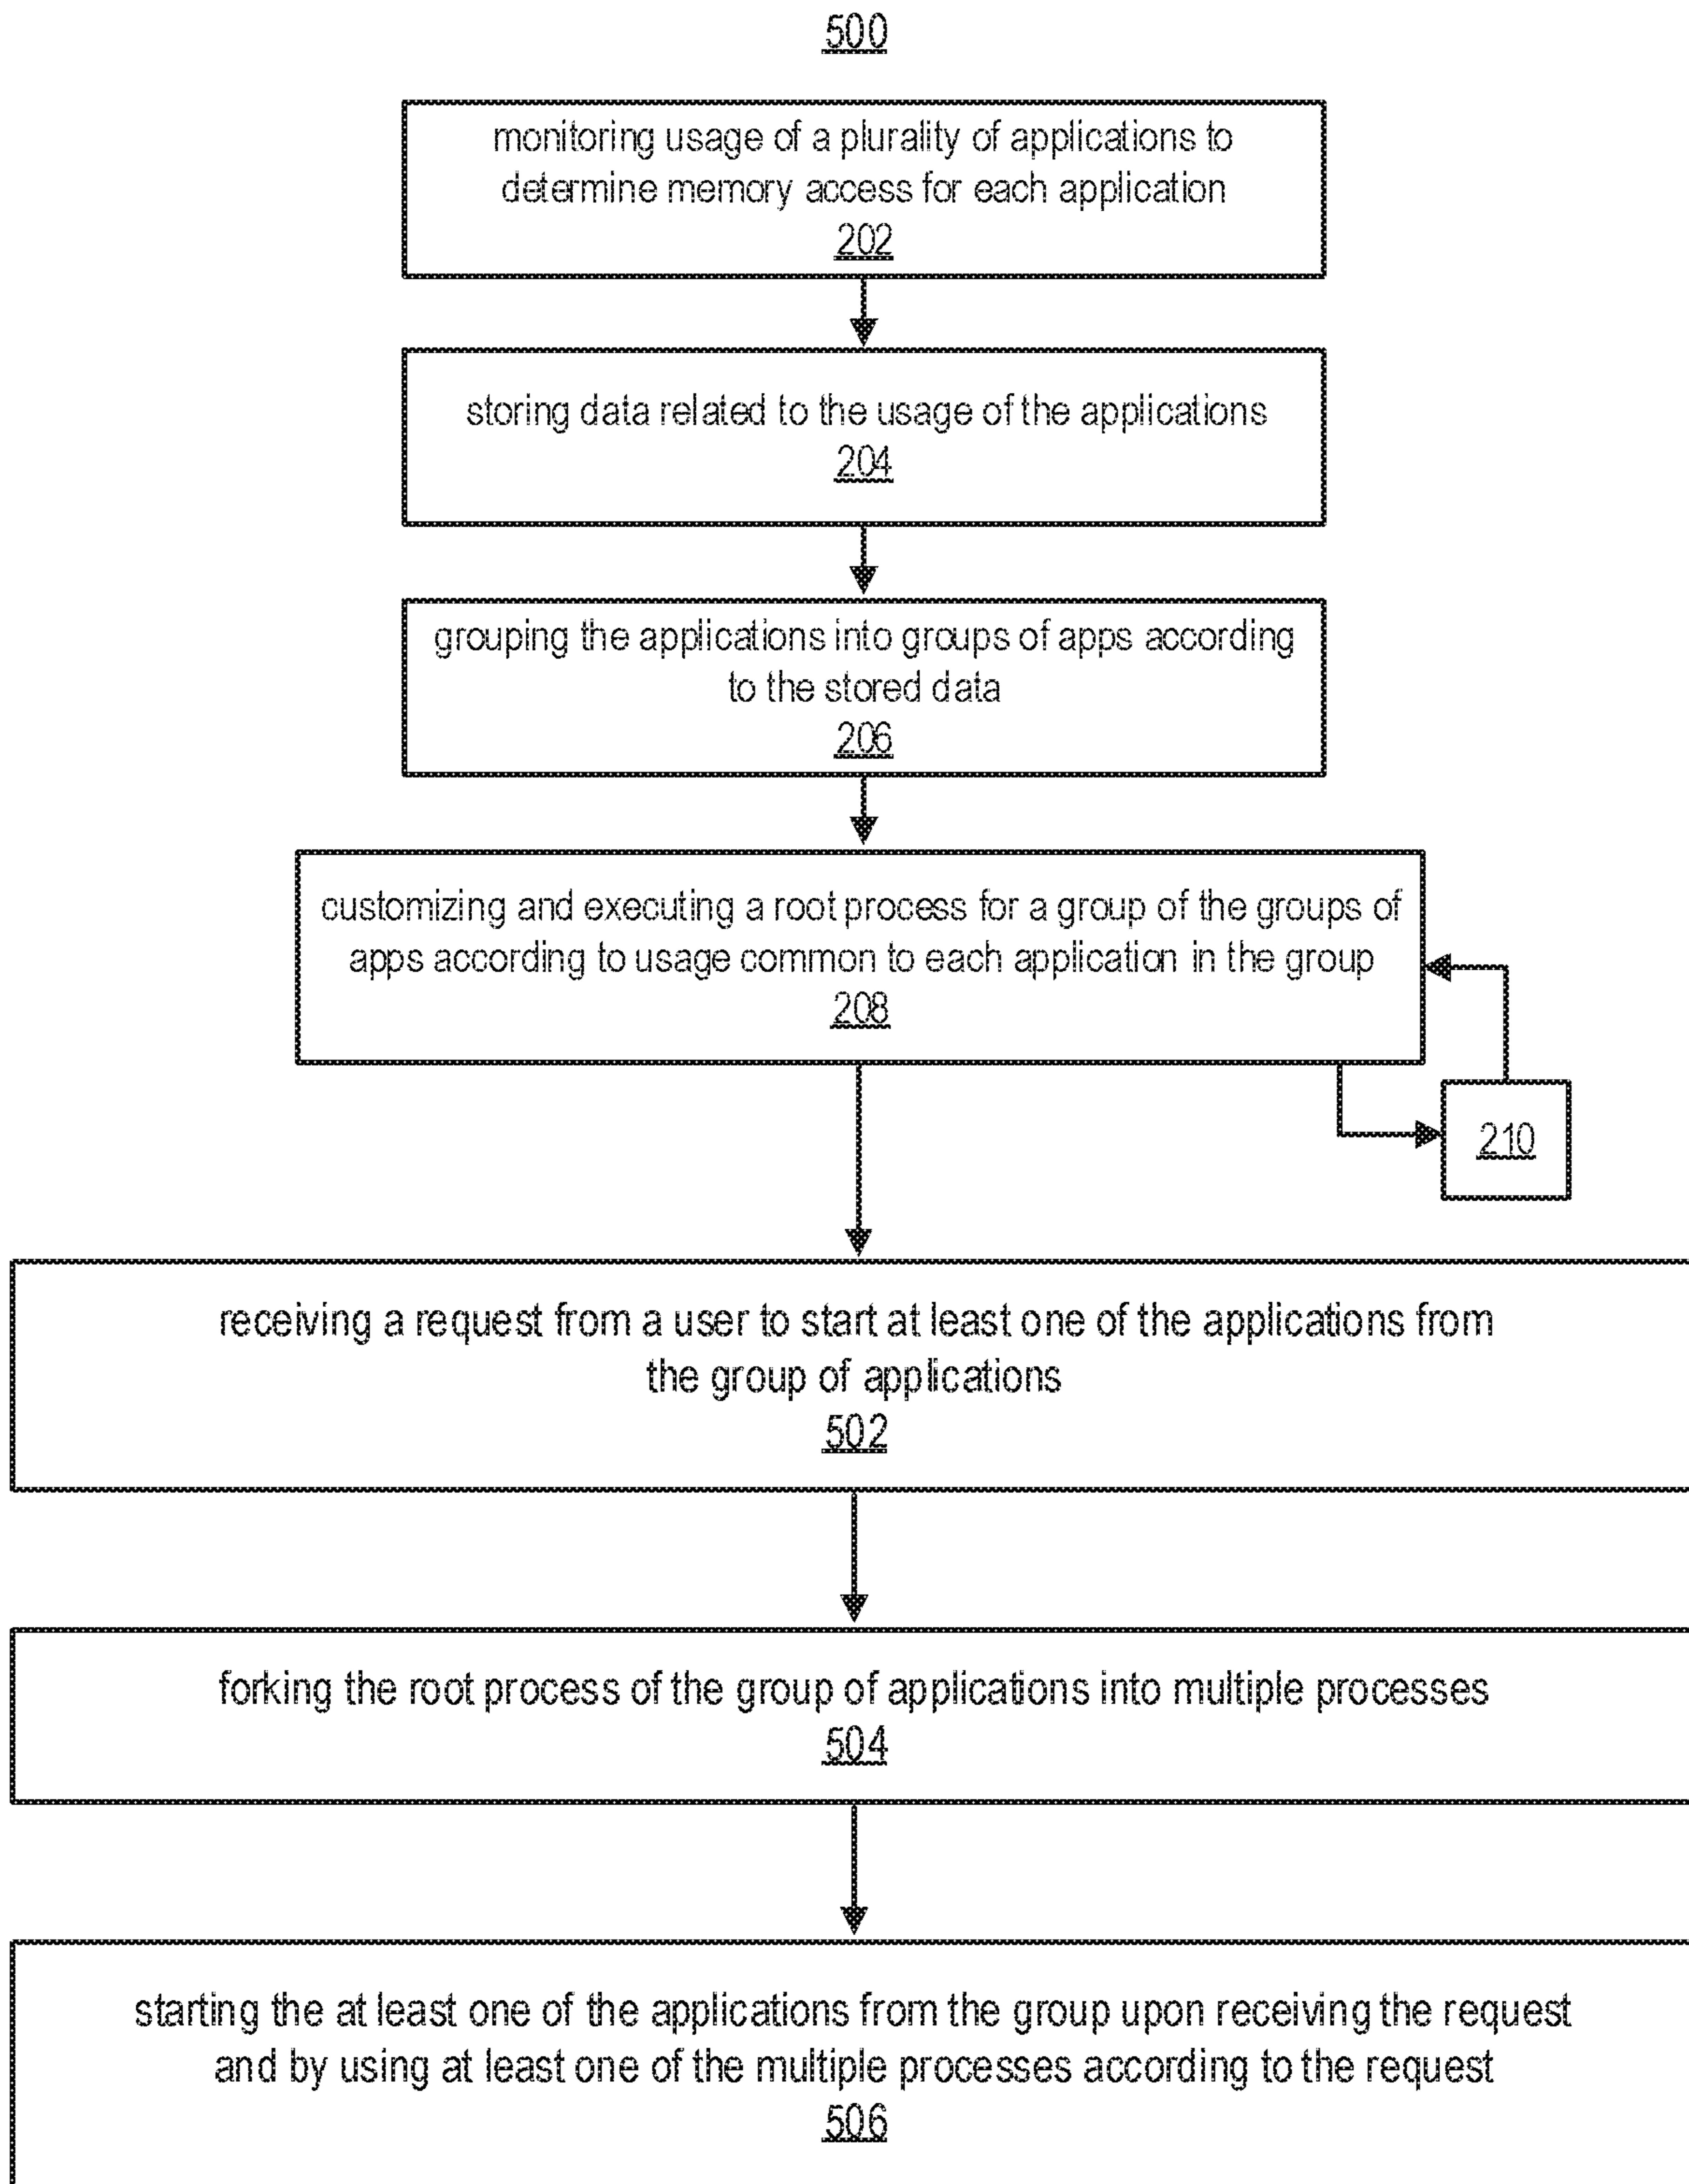 500
monitoring usage of a plurality of applications to
determine memory access for each application
202
storing data related to the usage of the applications
204
grouping the applications into groups of apps according
to the stored data
206
customizing and executing a root process for a group of the groups of
apps according to usage common to each application in the group
208
210
receiving a request from a user to start at least one of the applications from
the group of applications
502
forking the root process of the group of applications into multiple processes
504
starting the at least one of the applications from the group upon receiving the request
and by using at least one of the multiple processes according to the request
506